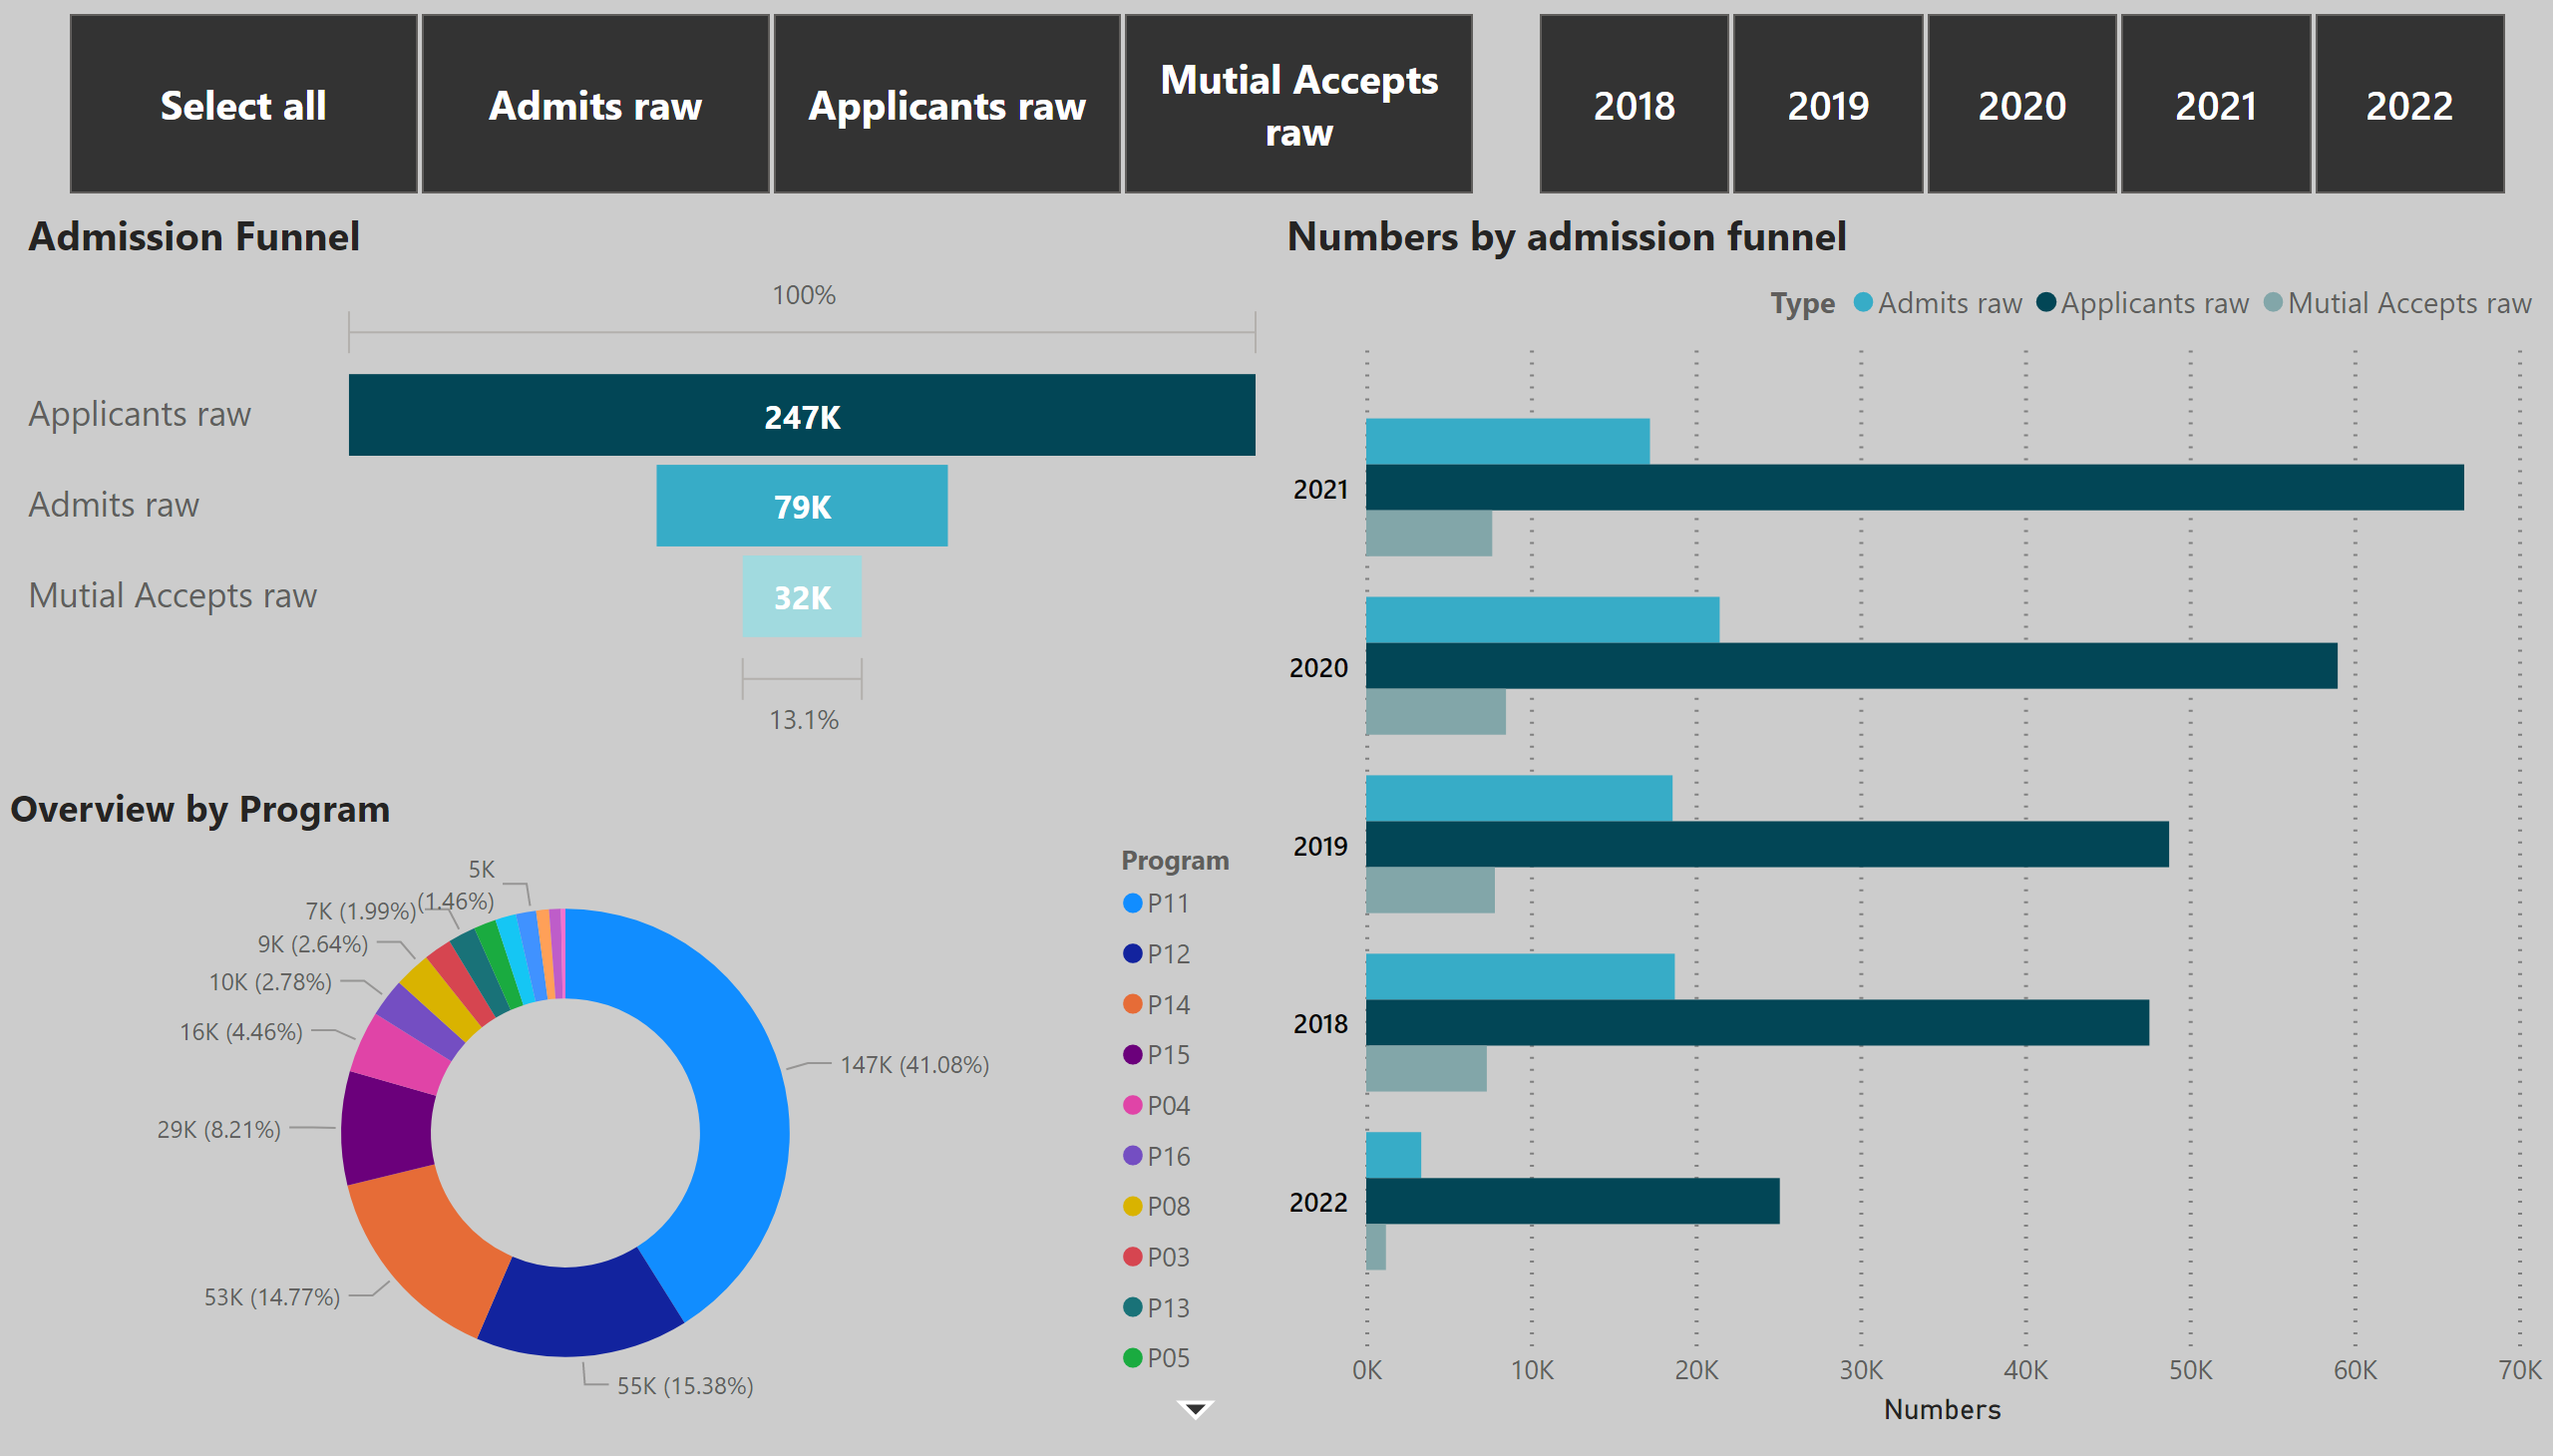 Select all
Admits raw
Applicants raw
Mutial Accepts
raw
2018
2019
2020
2021
2022
Admission Funnel
100%
Applicants raw
247K
Admits raw
79K
Mutial Accepts raw
32K
13.1%
Overview by Program
5K
(1.46%)
7K (1.99%)
9K (2.64%)
10K (2.78%)
16K (4.46%)
29K (8.21%)
53K (14.77%)
55K (15.38%)
147K (41.08%)
Program
P11
P12
P14
P15
P04
P16
P08
P03
P13
P05
Numbers by admission funnel
Type Admits raw Applicants raw Mutial Accepts raw
2021
2020
2019
2018
2022
0K 10K 20K 30K 40K 50K 60K 70K
Numbers